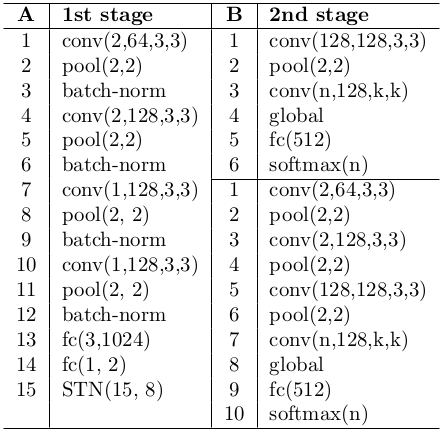 A 1st stage B 2nd stage
1 conv(2,64,3,3) 1 conv(128,128,3,3)
2 pool(2,2) 2 pool(2,2)
3 batch-norm 3 conv(n,128,k,k)
4 conv(2,128,3,3) 4 global
5 pool(2,2) 5 fc(512)
6 batch-norm 6 softmax(n)
7 conv(1,128,3,3) 1 conv(2,64,3,3)
8 pool(2, 2) 2 pool(2,2)
9 batch-norm 3 conv(2,128,3,3)
10 conv(1,128,3,3) 4 pool(2,2)
11 pool(2, 2) 5 conv(128,128,3,3)
12 batch-norm 6 pool(2,2)
13 fc(3,1024) 7 conv(n,128,k,k)
14 fc(1, 2) 8 global
15 STN(15, 8) 9 fc(512)
10 softmax(n)